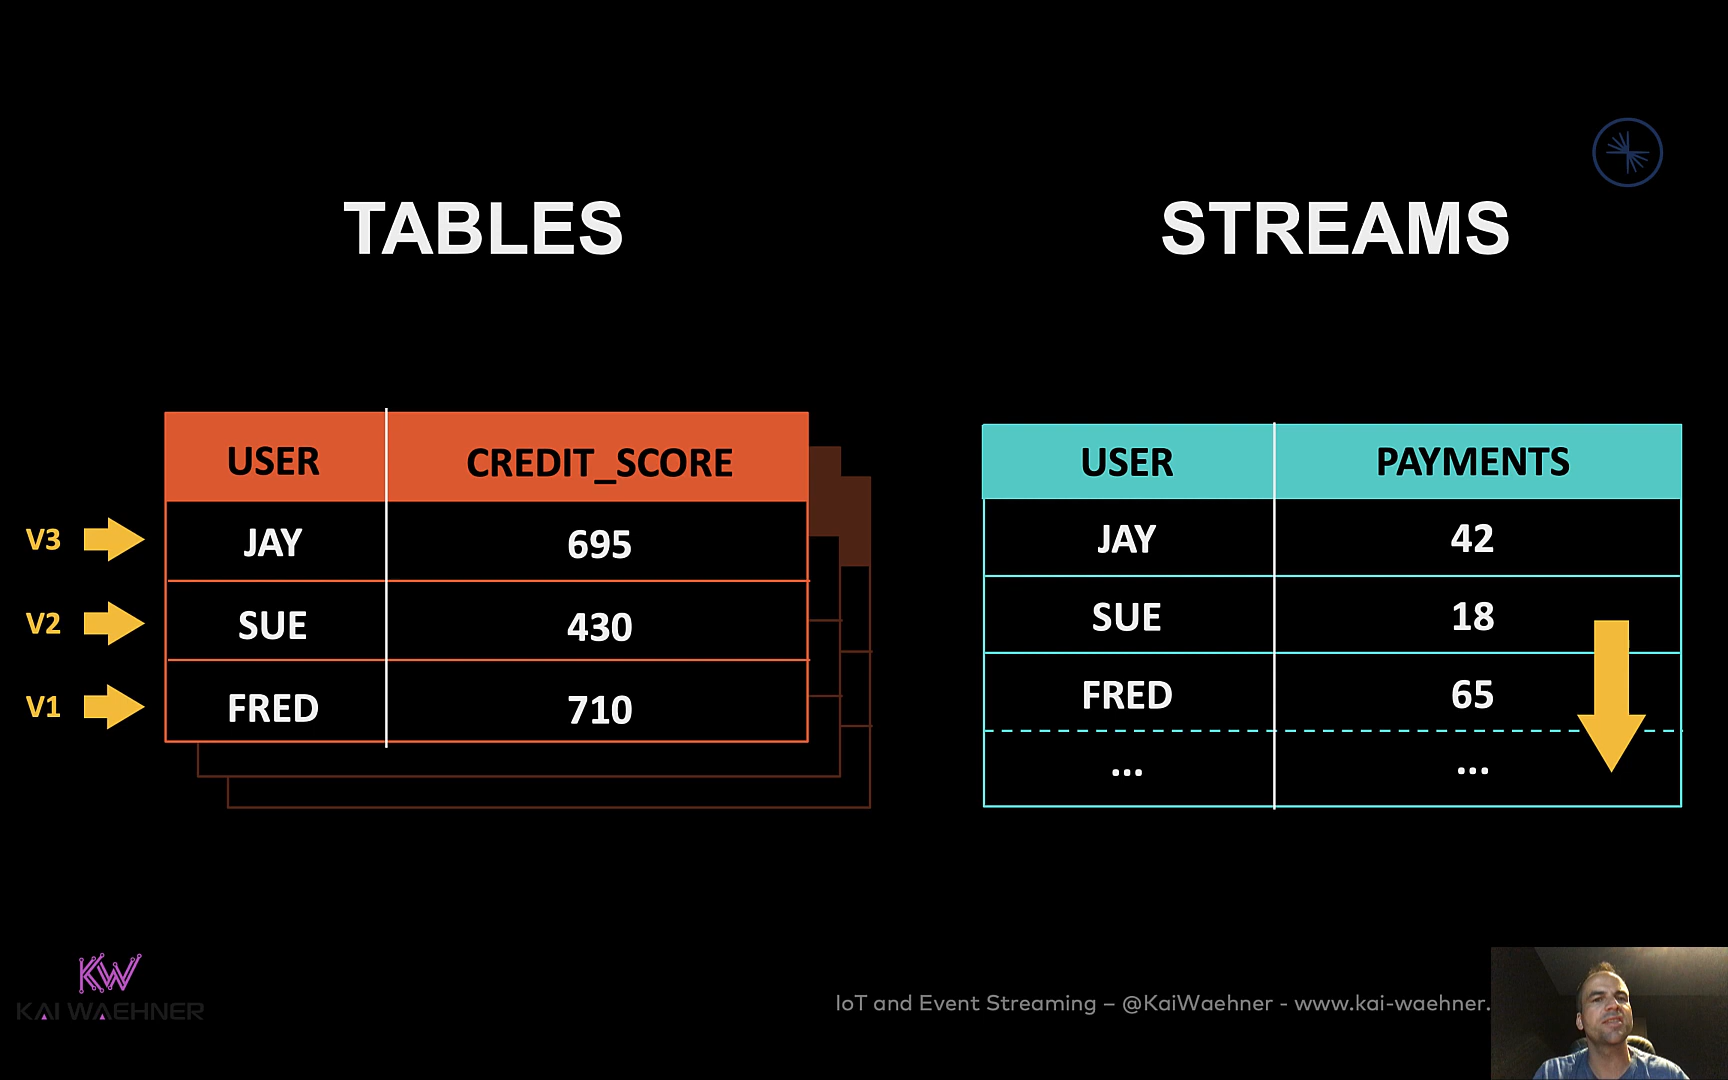 TABLES
STREAMS
USER CREDIT_SCORE
V3 JAY 695
V2 SUE 430
V1 FRED 710
USER PAYMENTS
JAY 42
SUE 18
FRED 65
... ...
KW
KAI WAEHNER
IoT and Event Streaming – @KaiWaehner - www.kai-waehner.